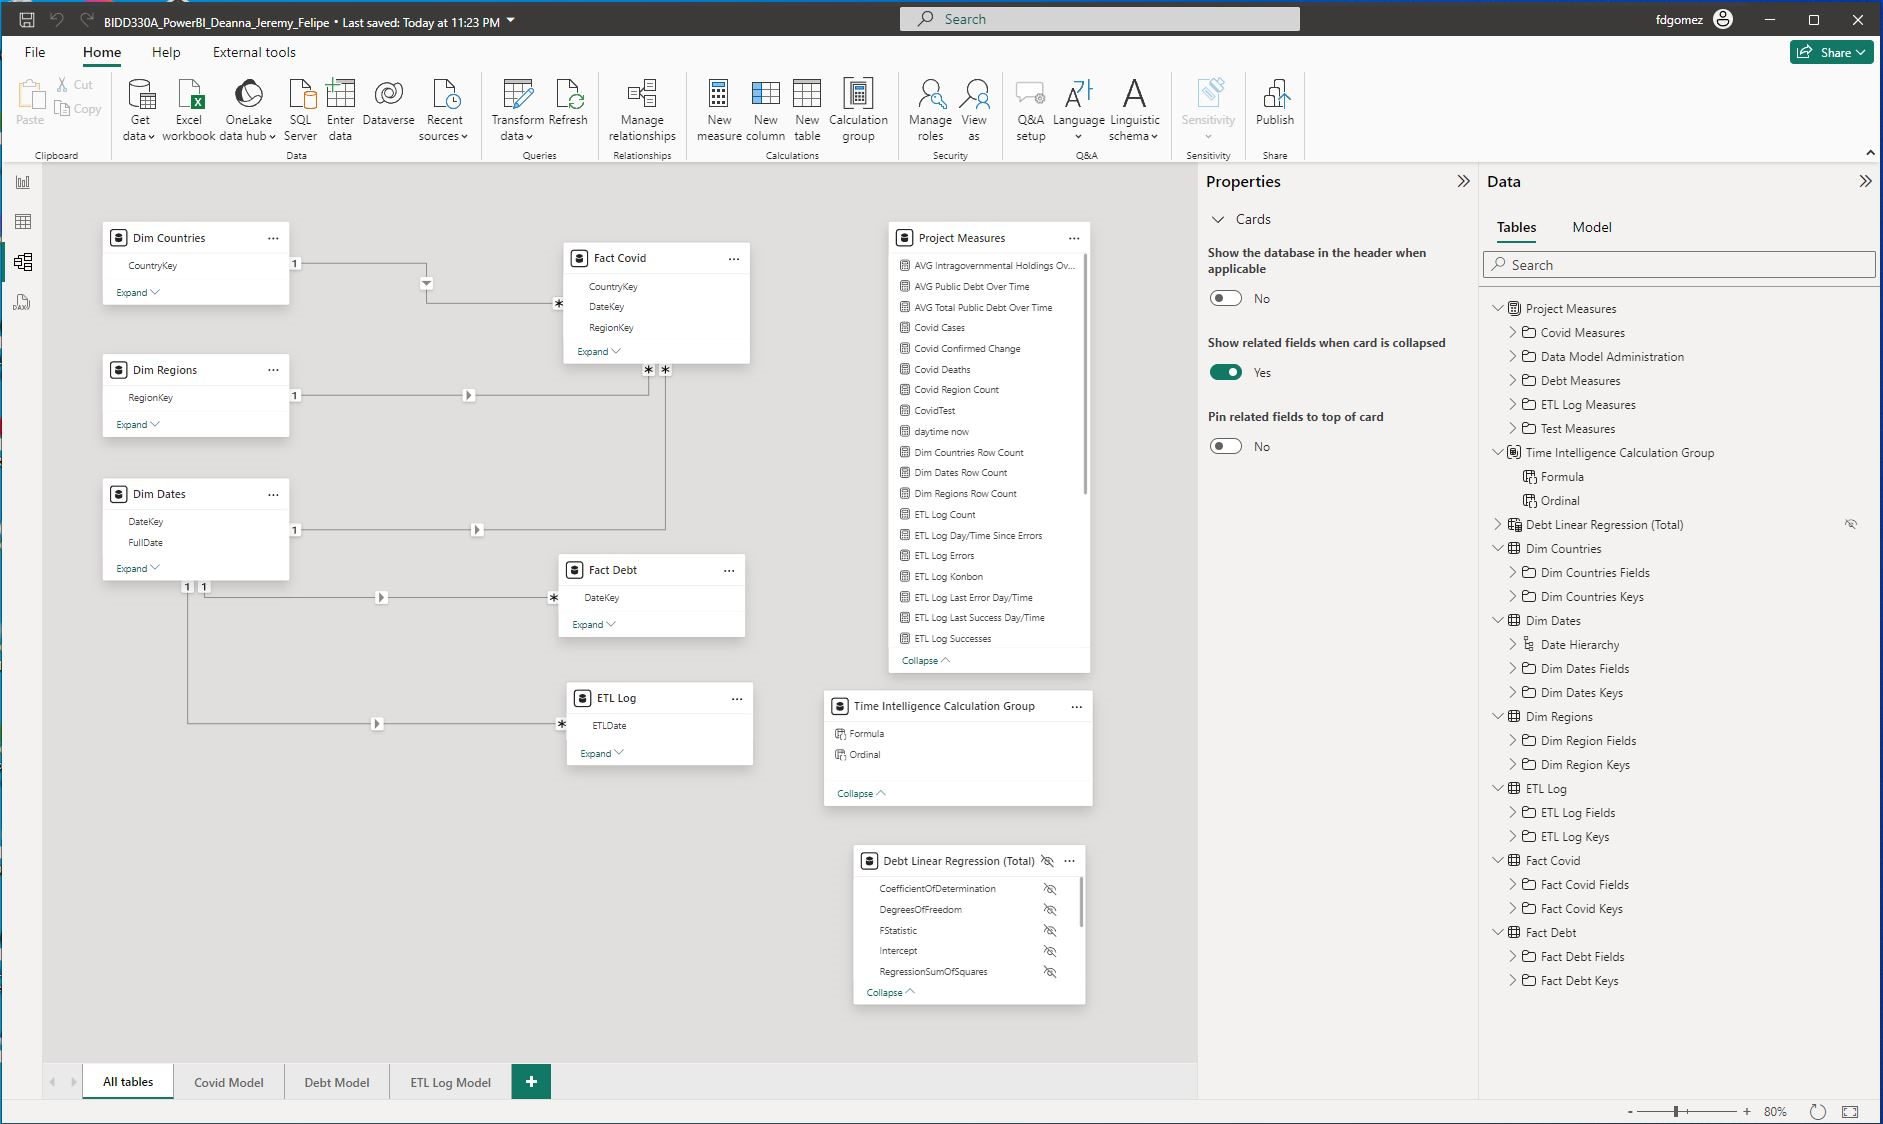 BIDD330A_PowerBI_Deanna_Jeremy_Felipe • Last saved: Today at 11:23 PM
Search
fdgomez
File
Home
Help
External tools
Share
Paste
Cut
Copy
Clipboard
Get data
Excel workbook
OneLake data hub
SQL Server
Enter data
Dataverse
Recent sources
Data
Transform data
Refresh
Queries
Manage relationships
Relationships
New measure
New column
New table
Calculation group
Calculations
Manage roles
View as
Security
Q&A setup
Language
Linguistic schema
Q&A
Sensitivity
Sensitivity
Publish
Share
DAX
Dim Countries
CountryKey
Expand
1
*
Fact Covid
CountryKey
DateKey
RegionKey
Expand
* *
Dim Regions
RegionKey
Expand
1
Dim Dates
DateKey
FullDate
Expand
1
1 1
Fact Debt
DateKey
Expand
*
ETL Log
ETLDate
Expand
*
Project Measures
AVG Intragovernmental Holdings Ov...
AVG Public Debt Over Time
AVG Total Public Debt Over Time
Covid Cases
Covid Confirmed Change
Covid Deaths
Covid Region Count
CovidTest
daytime now
Dim Countries Row Count
Dim Dates Row Count
Dim Regions Row Count
ETL Log Count
ETL Log Day/Time Since Errors
ETL Log Errors
ETL Log Konbon
ETL Log Last Error Day/Time
ETL Log Last Success Day/Time
ETL Log Successes
Collapse
Time Intelligence Calculation Group
Formula
Ordinal
Collapse
Debt Linear Regression (Total)
CoefficientOfDetermination
DegreesOfFreedom
FStatistic
Intercept
RegressionSumOfSquares
Collapse
Properties
Cards
Show the database in the header when
applicable
No
Show related fields when card is collapsed
Yes
Pin related fields to top of card
No
Data
Tables
Model
Search
Project Measures
Covid Measures
Data Model Administration
Debt Measures
ETL Log Measures
Test Measures
Time Intelligence Calculation Group
Formula
Ordinal
Debt Linear Regression (Total)
Dim Countries
Dim Countries Fields
Dim Countries Keys
Dim Dates
Date Hierarchy
Dim Dates Fields
Dim Dates Keys
Dim Regions
Dim Region Fields
Dim Region Keys
ETL Log
ETL Log Fields
ETL Log Keys
Fact Covid
Fact Covid Fields
Fact Covid Keys
Fact Debt
Fact Debt Fields
Fact Debt Keys
All tables
Covid Model
Debt Model
ETL Log Model
+
- + 80%